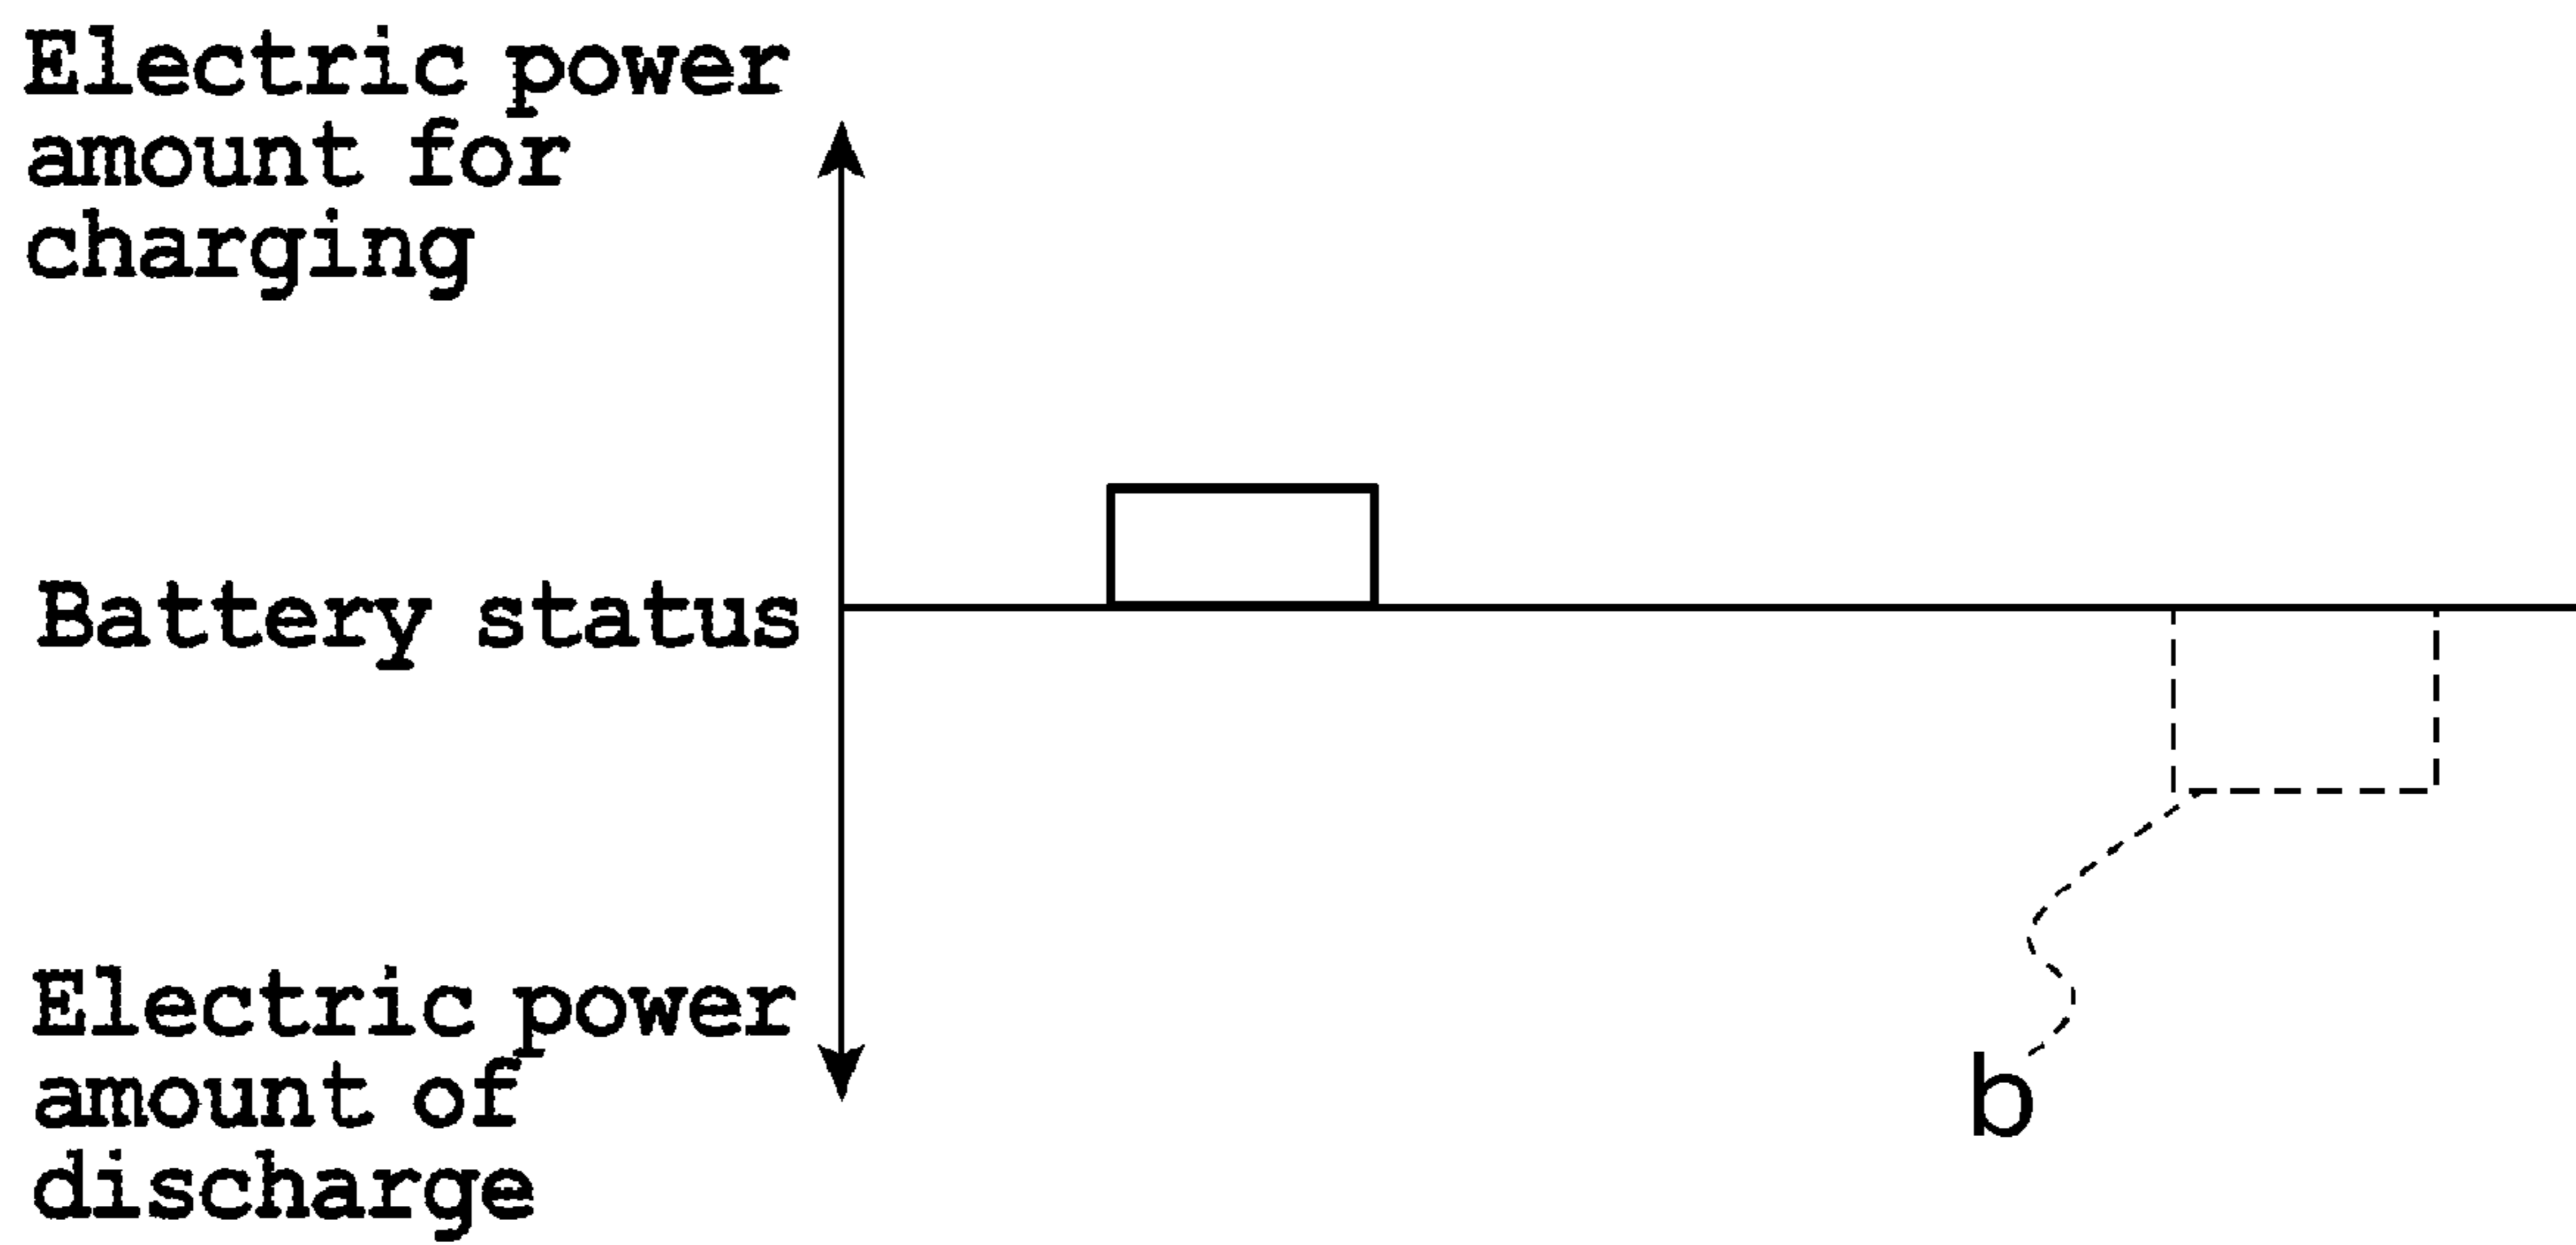 Electric power
amount for
charging
Battery status
Electric power
amount of
discharge
b